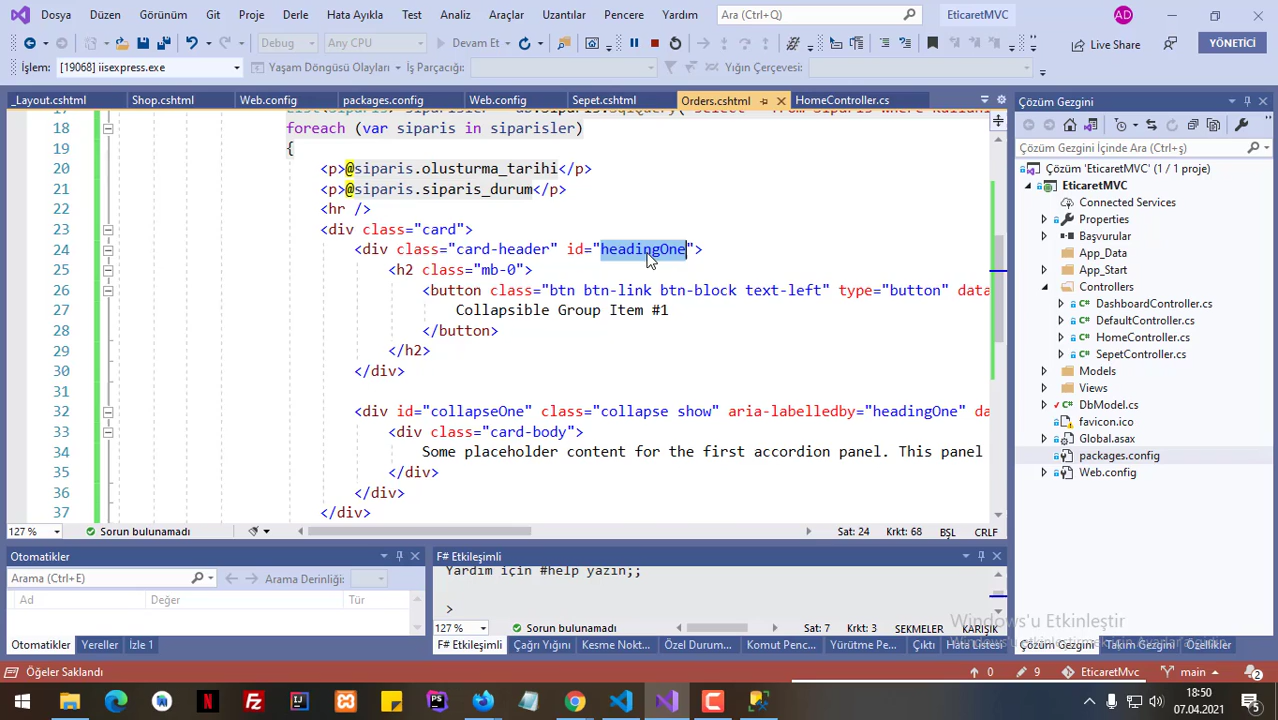 Dosya Düzen Görünüm Git Proje Derle Hata Ayıkla Test Analiz Araçlar Uzantılar Pencere Yardım Ara (Ctrl+Q) EticaretMVC AD
Debug Any CPU Devam Et Live Share YÖNETİCİ
İşlem: [19068] iisexpress.exe Yaşam Döngüsü Olayları İş Parçacığı: Yığın Çerçevesi:
_Layout.cshtml Shop.cshtml Web.config packages.config Web.config Sepet.cshtml Orders.cshtml HomeController.cs
18 foreach (var siparis in siparisler)
19 {
20 <p>@siparis.olusturma_tarihi</p>
21 <p>@siparis.siparis_durum</p>
22 <hr />
23 <div class="card">
24 <div class="card-header" id="headingOne">
25 <h2 class="mb-0">
26 <button class="btn btn-link btn-block text-left" type="button" data
27 Collapsible Group Item #1
28 </button>
29 </h2>
30 </div>
31
32 <div id="collapseOne" class="collapse show" aria-labelledby="headingOne" da
33 <div class="card-body">
34 Some placeholder content for the first accordion panel. This panel
35 </div>
36 </div>
37 </div>
127 % Sorun bulunamadı Sat: 24 Krkt: 68 BŞL CRLF
Çözüm Gezgini
Çözüm Gezgini İçinde Ara (Ctrl+ş)
Çözüm 'EticaretMVC' (1 / 1 proje)
EticaretMVC
Connected Services
Properties
Başvurular
App_Data
App_Start
Controllers
DashboardController.cs
DefaultController.cs
HomeController.cs
SepetController.cs
Models
Views
DbModel.cs
favicon.ico
Global.asax
packages.config
Web.config
Otomatikler
Arama (Ctrl+E) Arama Derinliği:
Ad Değer Tür
Otomatikler Yereller İzle 1
F# Etkileşimli
Yardım için #help yazın;;
>
127 % Sorun bulunamadı Sat: 7 Krkt: 3 SEKMELER KARIŞIK
F# Etkileşimli Çağrı Yığını Kesme Nokt... Özel Durum... Komut Penc... Yürütme Pe... Çıktı Hata Listesi
Windows'u Etkinleştir
Çözüm Gezgini Takım Gezgini Özellikler
Öğeler Saklandı 0 9 EticaretMvc main 2
18:50
07.04.2021